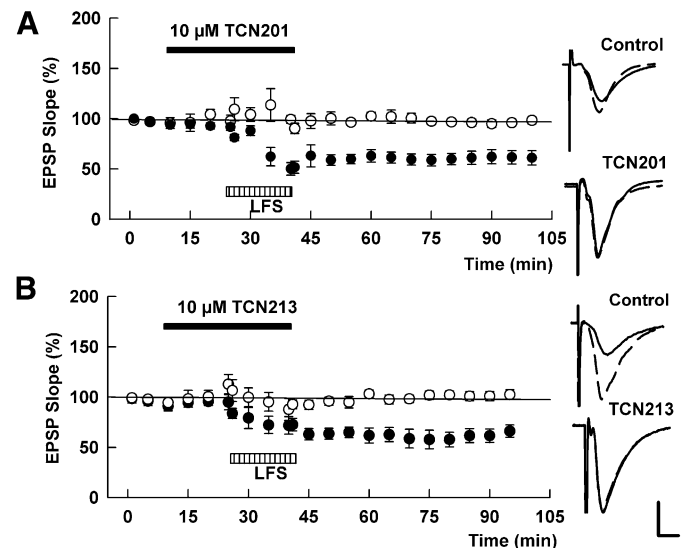 A
200
10 µM TCN201
150
100
50
0
EPSP Slope (%)
LFS
0 15 30 45 60 75 90 105
Time (min)
Control
TCN201
B
200
10 µM TCN213
150
100
50
0
EPSP Slope (%)
LFS
0 15 30 45 60 75 90 105
Time (min)
Control
TCN213